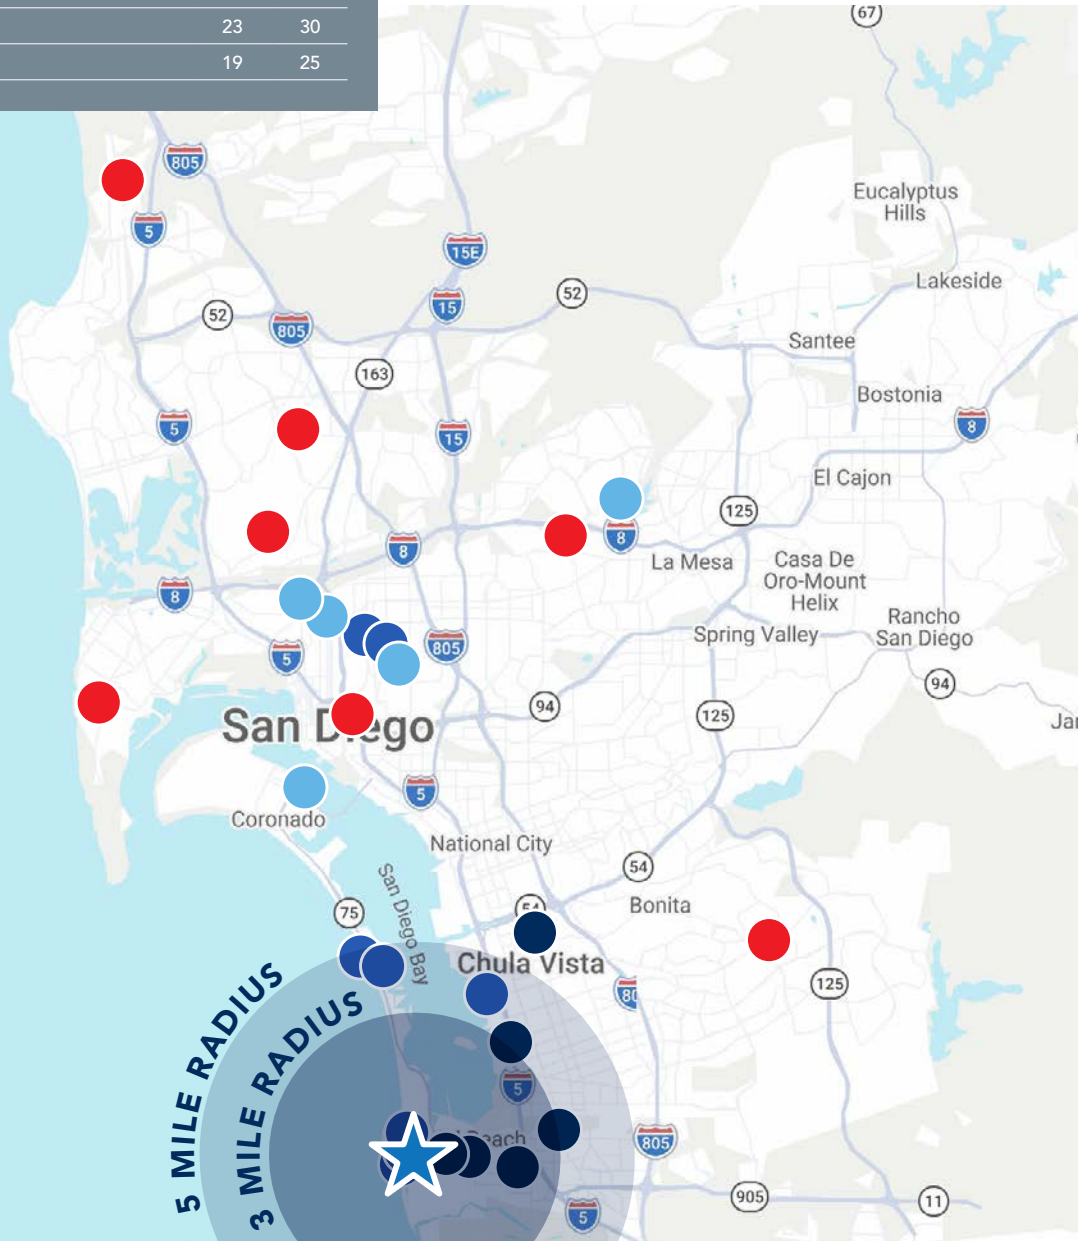 23 30
19 25
67
805
Eucalyptus
Hills
5
15E
Lakeside
52
15
52
805
Santee
163
Bostonia
5
15
8
El Cajon
125
8
8
La Mesa
Casa De
Oro-Mount
Helix
8
Rancho
San Diego
Spring Valley
805
5
94
94
125
San Diego
5
Coronado
National City
54
75
San Diego Bay
54
Bonita
Chula Vista
125
5 MILE RADIUS
3 MILE RADIUS
5
Beach
805
905
11
5